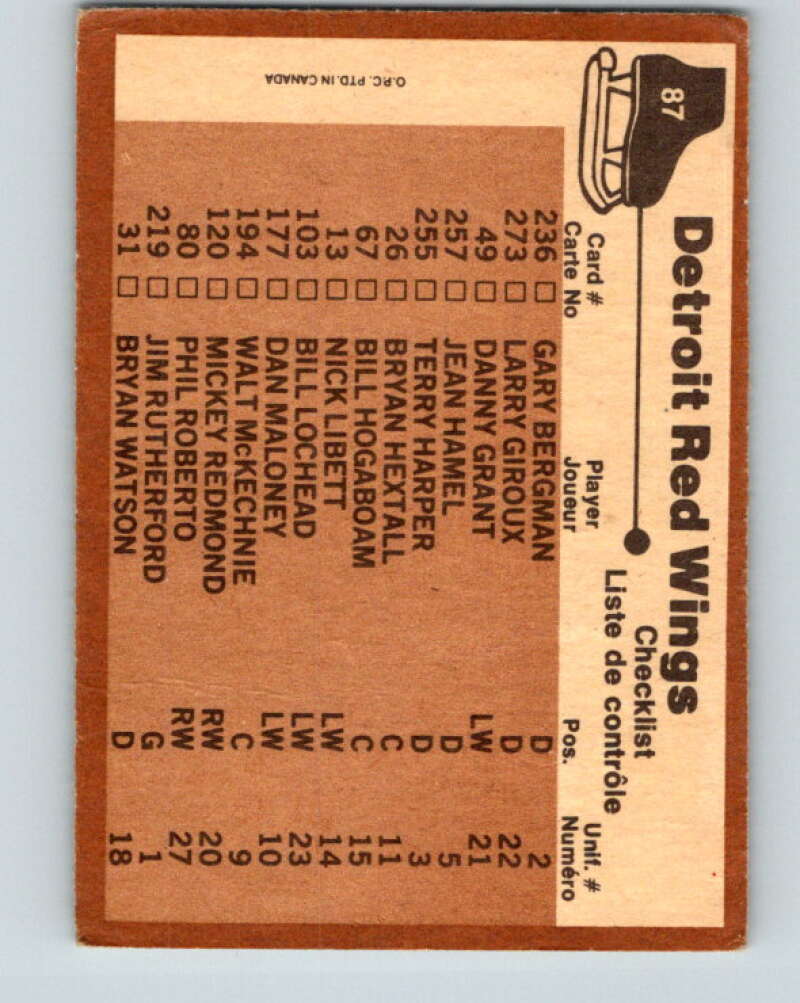 87
Detroit Red Wings
Checklist
Liste de contrôle
Card # Player Pos. Unif. #
Carte No Joueur Numéro
236 □ GARY BERGMAN D 2
273 □ LARRY GIROUX D 22
49 □ DANNY GRANT LW 21
257 □ JEAN HAMEL D 5
255 □ TERRY HARPER D 3
26 □ BRYAN HEXTALL C 11
67 □ BILL HOGABOAM C 15
13 □ NICK LIBETT LW 14
103 □ BILL LOCHEAD LW 23
177 □ DAN MALONEY LW 10
194 □ WALT McKECHNIE C 9
120 □ MICKEY REDMOND RW 20
80 □ PHIL ROBERTO RW 27
219 □ JIM RUTHERFORD G 1
31 □ BRYAN WATSON D 18
O.P.C. PTD. IN CANADA